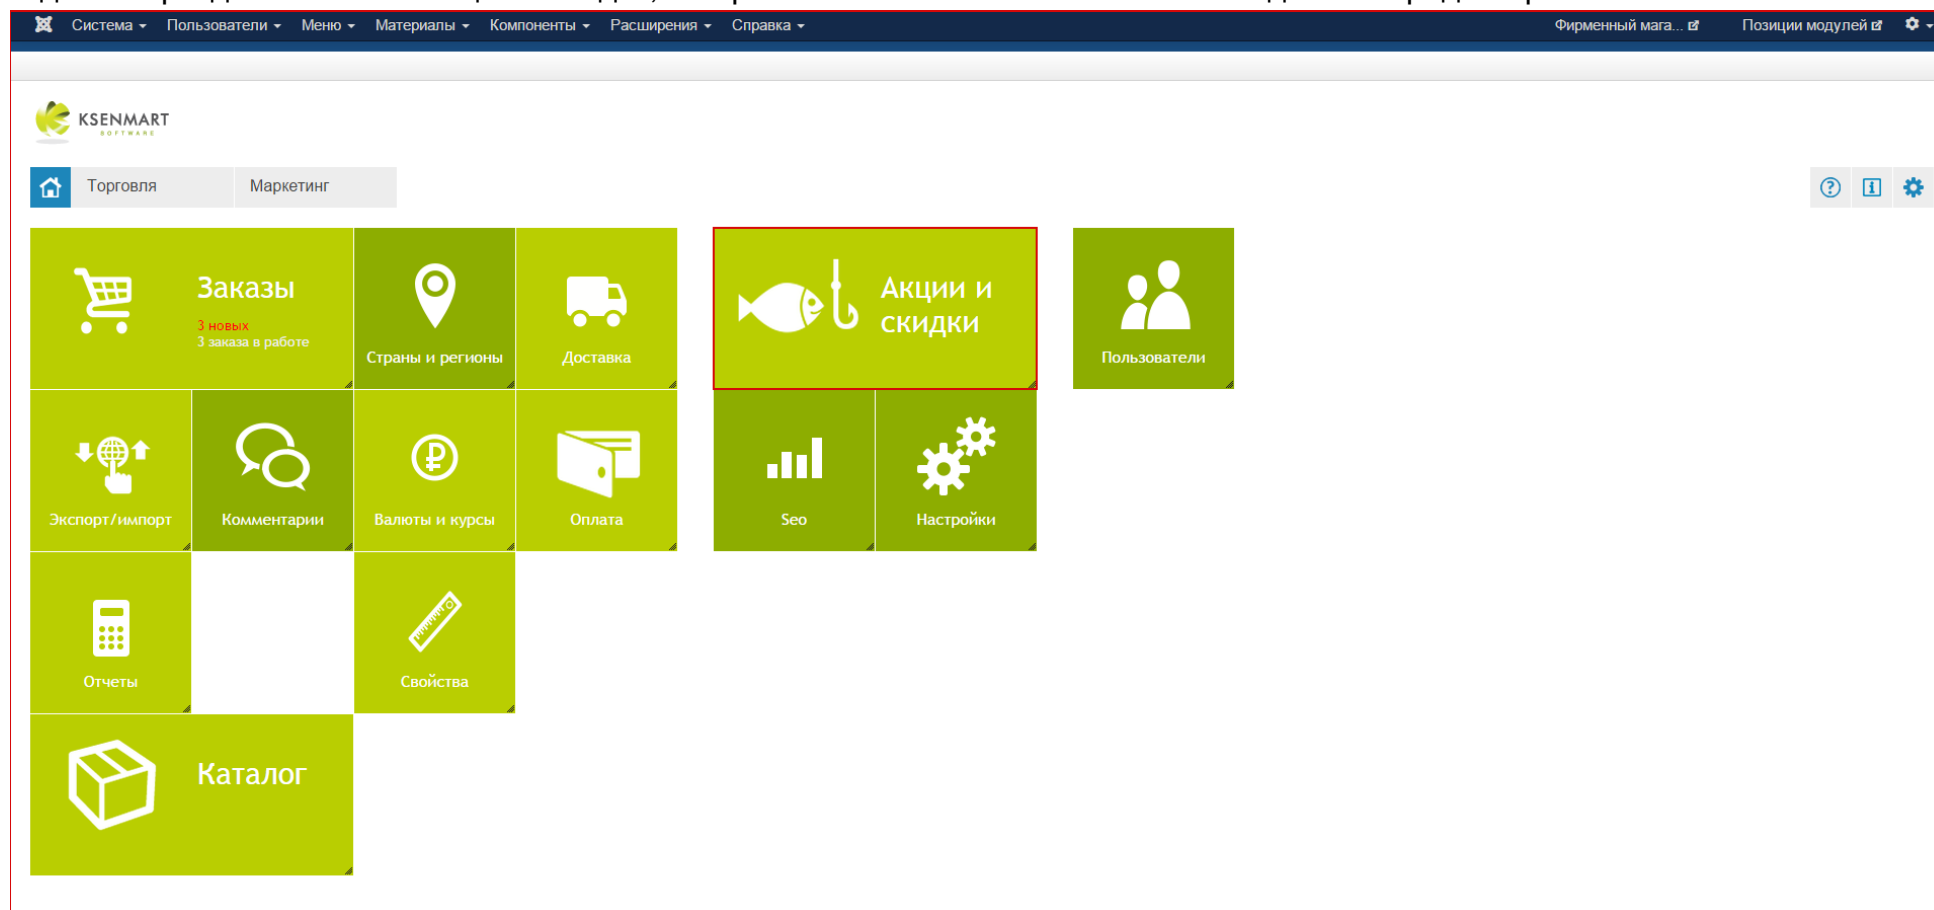 Система Пользователи Меню Материалы Компоненты Расширения Справка Фирменный мага... Позиции модулей
KSENMART
SOFTWARE
Торговля Маркетинг
Заказы
3 новых
3 заказа в работе
Страны и регионы
Доставка
Акции и
скидки
Пользователи
Экспорт/импорт
Комментарии
Валюты и курсы
Оплата
Seo
Настройки
Отчеты
Свойства
Каталог